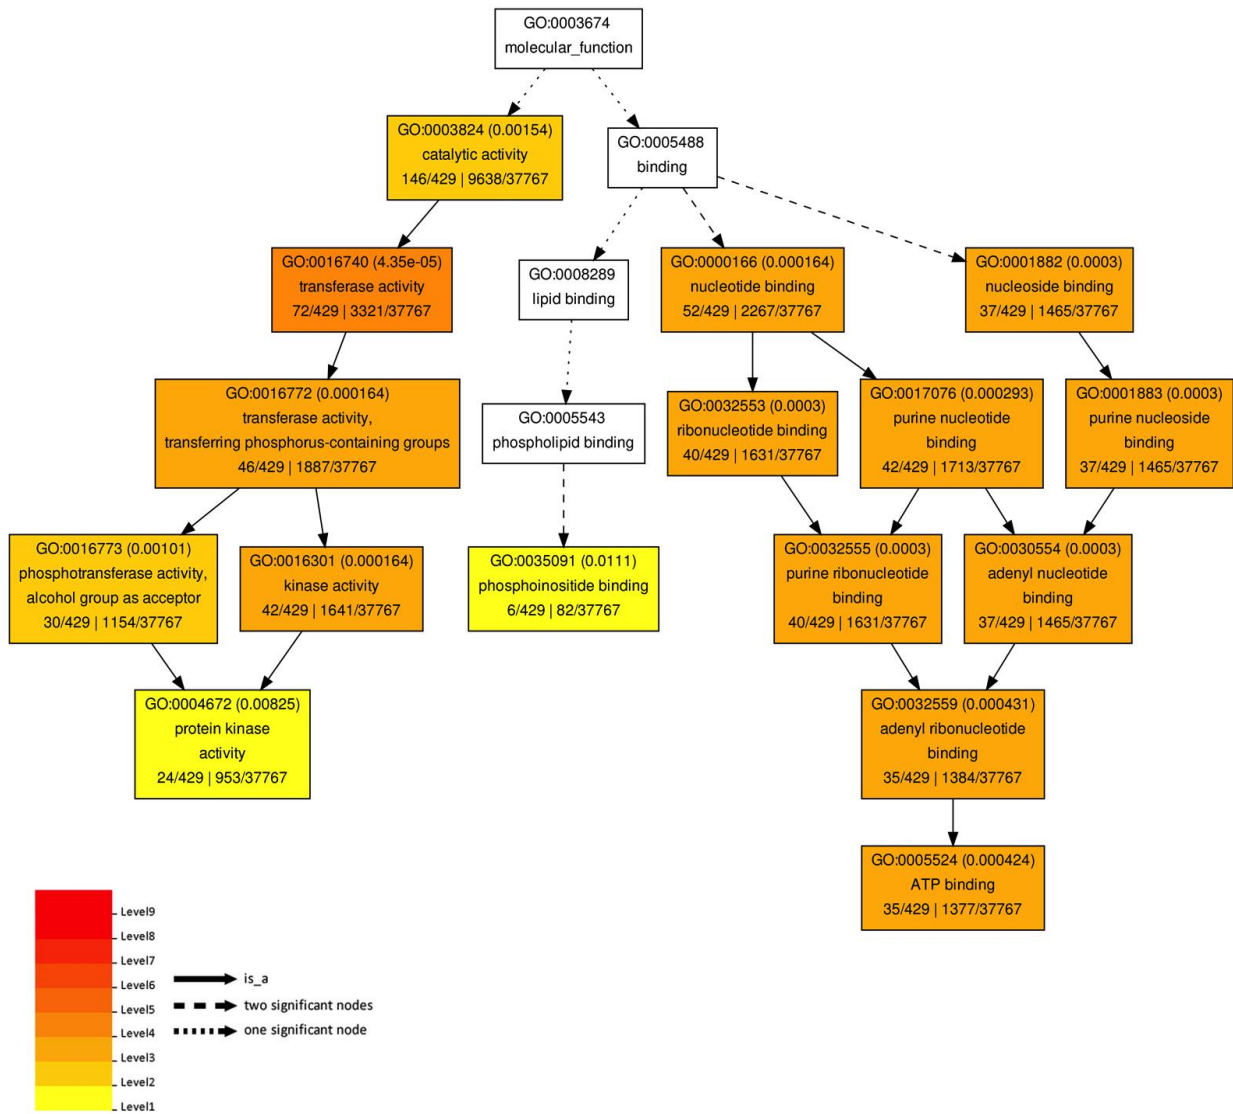 GO:0003674
molecular_function
GO:0003824 (0.00154)
catalytic activity
146/429 | 9638/37767
GO:0005488
binding
GO:0016740 (4.35e-05)
transferase activity
72/429 | 3321/37767
GO:0008289
lipid binding
GO:0000166 (0.000164)
nucleotide binding
52/429 | 2267/37767
GO:0001882 (0.0003)
nucleoside binding
37/429 | 1465/37767
GO:0016772 (0.000164)
transferase activity,
transferring phosphorus-containing groups
46/429 | 1887/37767
GO:0005543
phospholipid binding
GO:0032553 (0.0003)
ribonucleotide binding
40/429 | 1631/37767
GO:0017076 (0.000293)
purine nucleotide
binding
42/429 | 1713/37767
GO:0001883 (0.0003)
purine nucleoside
binding
37/429 | 1465/37767
GO:0016773 (0.00101)
phosphotransferase activity,
alcohol group as acceptor
30/429 | 1154/37767
GO:0016301 (0.000164)
kinase activity
42/429 | 1641/37767
GO:0035091 (0.0111)
phosphoinositide binding
6/429 | 82/37767
GO:0032555 (0.0003)
purine ribonucleotide
binding
40/429 | 1631/37767
GO:0030554 (0.0003)
adenyl nucleotide
binding
37/429 | 1465/37767
GO:0004672 (0.00825)
protein kinase
activity
24/429 | 953/37767
GO:0032559 (0.000431)
adenyl ribonucleotide
binding
35/429 | 1384/37767
GO:0005524 (0.000424)
ATP binding
35/429 | 1377/37767
Level9
Level8
Level7
Level6
Level5
Level4
Level3
Level2
Level1
is_a
two significant nodes
one significant node